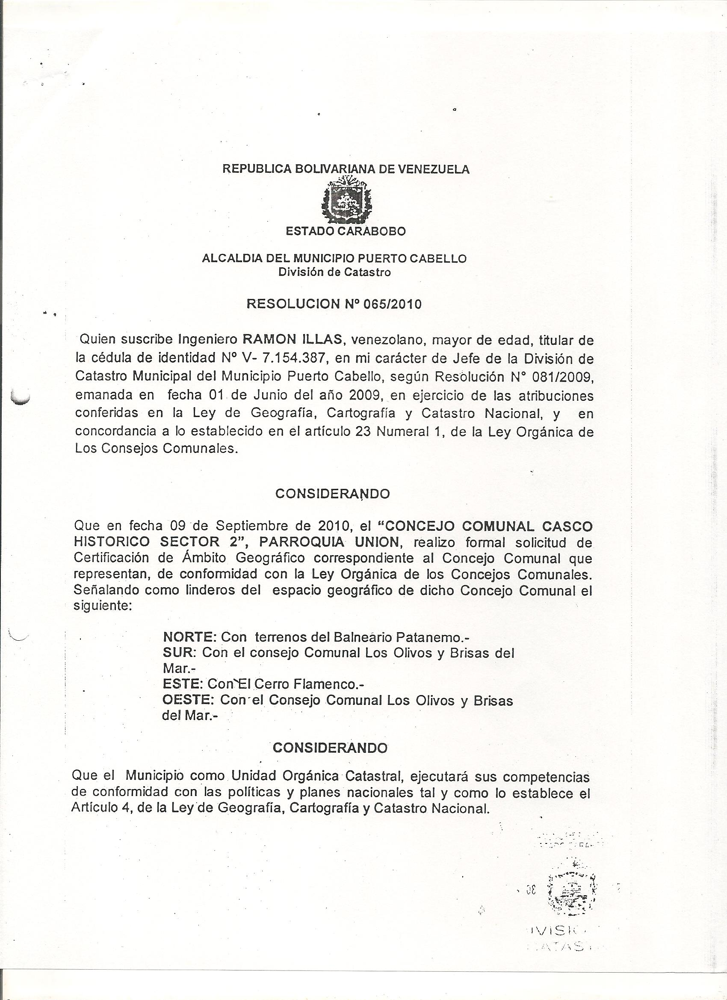 REPUBLICA BOLIVARIANA DE VENEZUELA
ESTADO CARABOBO
ALCALDIA DEL MUNICIPIO PUERTO CABELLO
División de Catastro
RESOLUCION Nº 065/2010
Quien suscribe Ingeniero RAMON ILLAS, venezolano, mayor de edad, titular de
la cédula de identidad Nº V- 7.154.387, en mi carácter de Jefe de la División de
Catastro Municipal del Municipio Puerto Cabello, según Resolución N° 081/2009,
emanada en fecha 01 de Junio del año 2009, en ejercicio de las atribuciones
conferidas en la Ley de Geografía, Cartografía y Catastro Nacional, y en
concordancia a lo establecido en el artículo 23 Numeral 1, de la Ley Orgánica de
Los Consejos Comunales.
CONSIDERANDO
Que en fecha 09 de Septiembre de 2010, el “CONCEJO COMUNAL CASCO
HISTORICO SECTOR 2”, PARROQUIA UNION, realizo formal solicitud de
Certificación de Ámbito Geográfico correspondiente al Concejo Comunal que
representan, de conformidad con la Ley Orgánica de los Concejos Comunales.
Señalando como linderos del espacio geográfico de dicho Concejo Comunal el
siguiente:
NORTE: Con terrenos del Balneario Patanemo.-
SUR: Con el consejo Comunal Los Olivos y Brisas del
Mar.-
ESTE: Con El Cerro Flamenco.-
OESTE: Con el Consejo Comunal Los Olivos y Brisas
del Mar.-
CONSIDERANDO
Que el Municipio como Unidad Orgánica Catastral, ejecutará sus competencias
de conformidad con las políticas y planes nacionales tal y como lo establece el
Artículo 4, de la Ley de Geografía, Cartografía y Catastro Nacional.